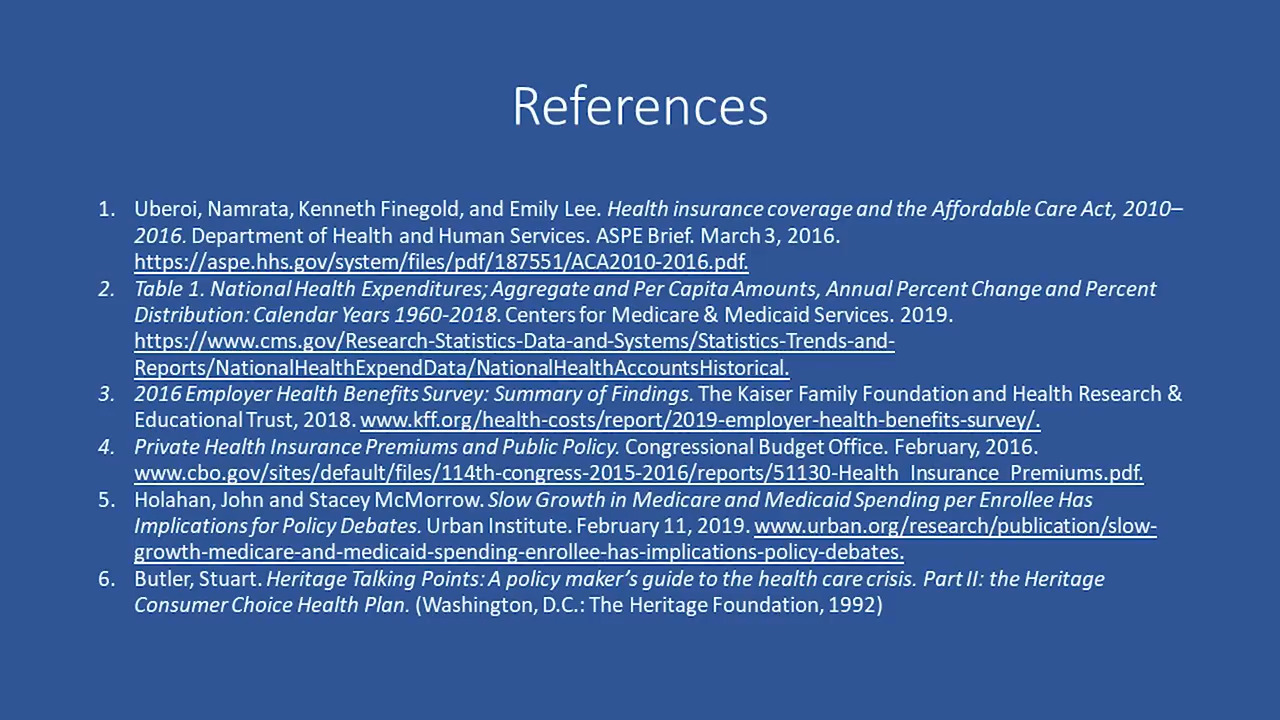 References
1. Uberoi, Namrata, Kenneth Finegold, and Emily Lee. Health insurance coverage and the Affordable Care Act, 2010–
2016. Department of Health and Human Services. ASPE Brief. March 3, 2016.
https://aspe.hhs.gov/system/files/pdf/187551/ACA2010-2016.pdf.
2. Table 1. National Health Expenditures; Aggregate and Per Capita Amounts, Annual Percent Change and Percent
Distribution: Calendar Years 1960-2018. Centers for Medicare & Medicaid Services. 2019.
https://www.cms.gov/Research-Statistics-Data-and-Systems/Statistics-Trends-and-
Reports/NationalHealthExpendData/NationalHealthAccountsHistorical.
3. 2016 Employer Health Benefits Survey: Summary of Findings. The Kaiser Family Foundation and Health Research &
Educational Trust, 2018. www.kff.org/health-costs/report/2019-employer-health-benefits-survey/.
4. Private Health Insurance Premiums and Public Policy. Congressional Budget Office. February, 2016.
www.cbo.gov/sites/default/files/114th-congress-2015-2016/reports/51130-Health_Insurance_Premiums.pdf.
5. Holahan, John and Stacey McMorrow. Slow Growth in Medicare and Medicaid Spending per Enrollee Has
Implications for Policy Debates. Urban Institute. February 11, 2019. www.urban.org/research/publication/slow-
growth-medicare-and-medicaid-spending-enrollee-has-implications-policy-debates.
6. Butler, Stuart. Heritage Talking Points: A policy maker’s guide to the health care crisis. Part II: the Heritage
Consumer Choice Health Plan. (Washington, D.C.: The Heritage Foundation, 1992)